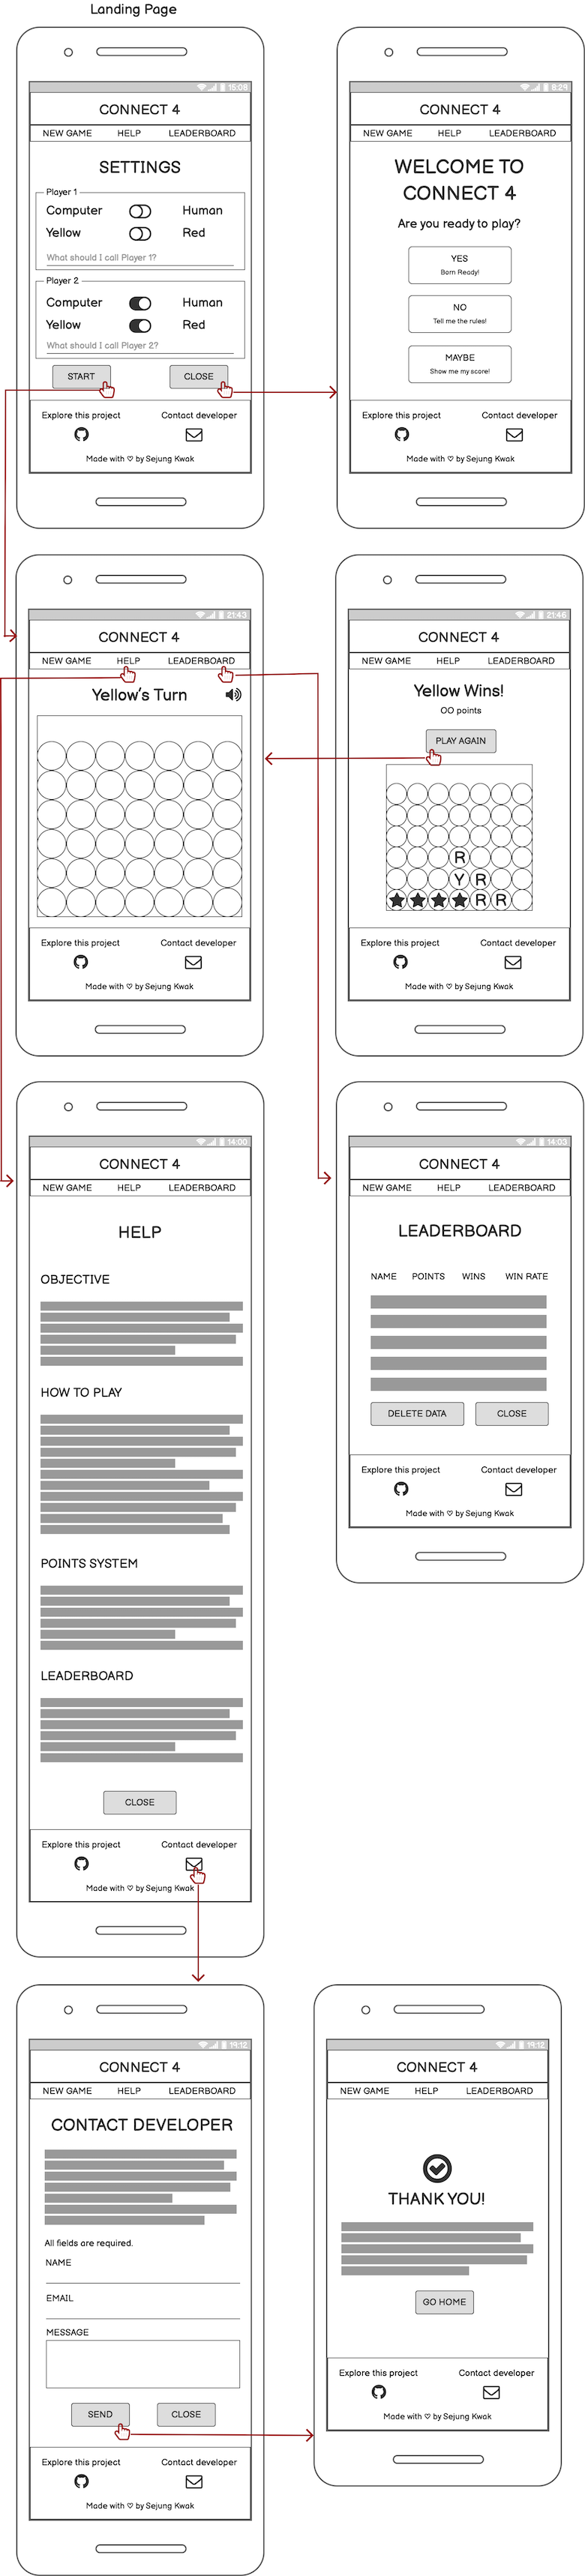 Landing Page
15:08
CONNECT 4
NEW GAME HELP LEADERBOARD
SETTINGS
Player 1
Computer Human
Yellow Red
What should I call Player 1?
Player 2
Computer Human
Yellow Red
What should I call Player 2?
START CLOSE
Explore this project Contact developer
Made with ♡ by Sejung Kwak
8:29
CONNECT 4
NEW GAME HELP LEADERBOARD
WELCOME TO
CONNECT 4
Are you ready to play?
YES
Born Ready!
NO
Tell me the rules!
MAYBE
Show me my score!
Explore this project Contact developer
Made with ♡ by Sejung Kwak
21:43
CONNECT 4
NEW GAME HELP LEADERBOARD
Yellow's Turn
Explore this project Contact developer
Made with ♡ by Sejung Kwak
21:46
CONNECT 4
NEW GAME HELP LEADERBOARD
Yellow Wins!
OO points
PLAY AGAIN
R
Y R
R R
Explore this project Contact developer
Made with ♡ by Sejung Kwak
14:00
CONNECT 4
NEW GAME HELP LEADERBOARD
HELP
OBJECTIVE
HOW TO PLAY
POINTS SYSTEM
LEADERBOARD
CLOSE
Explore this project Contact developer
Made with ♡ by Sejung Kwak
14:03
CONNECT 4
NEW GAME HELP LEADERBOARD
LEADERBOARD
NAME POINTS WINS WIN RATE
DELETE DATA CLOSE
Explore this project Contact developer
Made with ♡ by Sejung Kwak
19:12
CONNECT 4
NEW GAME HELP LEADERBOARD
CONTACT DEVELOPER
All fields are required.
NAME
EMAIL
MESSAGE
SEND CLOSE
Explore this project Contact developer
Made with ♡ by Sejung Kwak
19:12
CONNECT 4
NEW GAME HELP LEADERBOARD
THANK YOU!
GO HOME
Explore this project Contact developer
Made with ♡ by Sejung Kwak